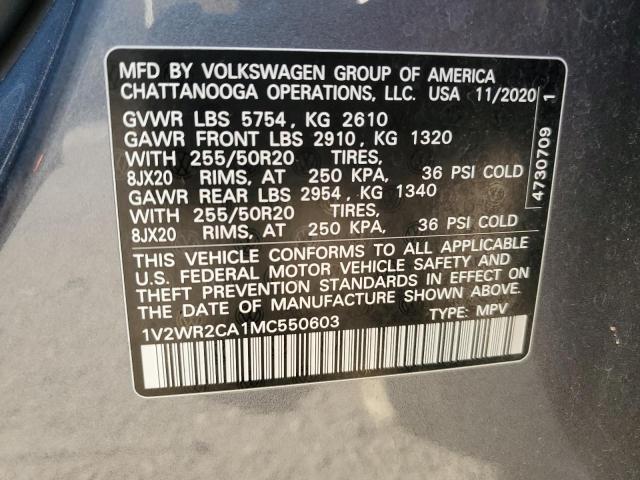 MFD BY VOLKSWAGEN GROUP OF AMERICA
CHATTANOOGA OPERATIONS, LLC. USA 11/2020
GVWR LBS 5754, KG 2610
GAWR FRONT LBS 2910, KG 1320
WITH 255/50R20 TIRES,
8JX20 RIMS, AT 250 KPA, 36 PSI COLD
GAWR REAR LBS 2954, KG 1340
WITH 255/50R20 TIRES,
8JX20 RIMS, AT 250 KPA, 36 PSI COLD
THIS VEHICLE CONFORMS TO ALL APPLICABLE
U.S. FEDERAL MOTOR VEHICLE SAFETY AND
THEFT PREVENTION STANDARDS IN EFFECT ON
THE DATE OF MANUFACTURE SHOWN ABOVE.
1V2WR2CA1MC550603 TYPE: MPV
4730709 1